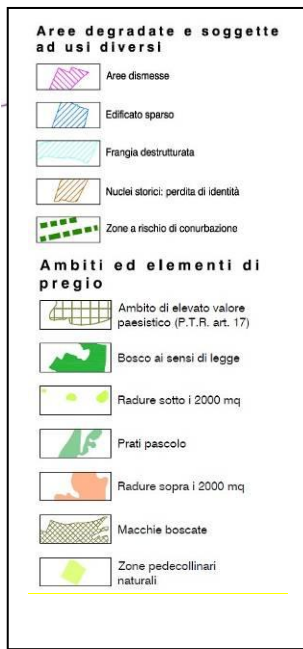 Aree degradate e soggette
ad usi diversi
Aree dismesse
Edificato sparso
Frangia destrutturata
Nuclei storici: perdita di identità
Zone a rischio di conurbazione
Ambiti ed elementi di
pregio
Ambito di elevato valore
paesistico (P.T.R. art. 17)
Bosco ai sensi di legge
Radure sotto i 2000 mq
Prati pascolo
Radure sopra i 2000 mq
Macchie boscate
Zone pedecollinari
naturali